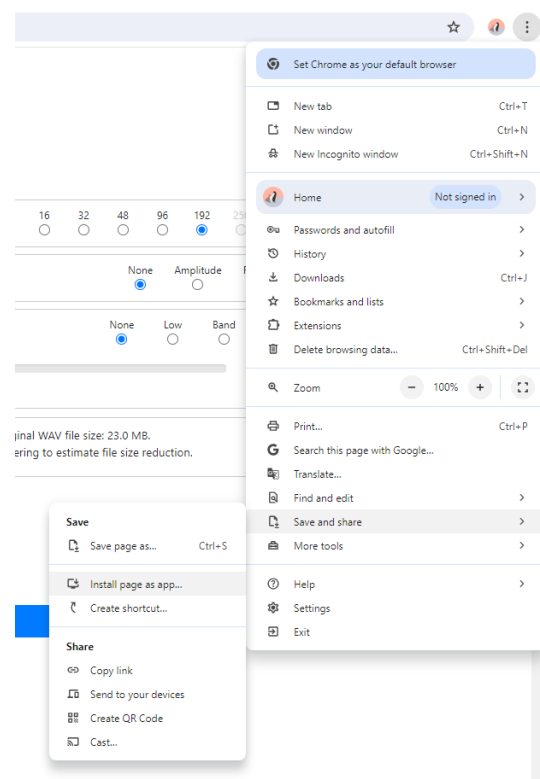 Set Chrome as your default browser
New tab Ctrl+T
New window Ctrl+N
New Incognito window Ctrl+Shift+N
Home Not signed in
Passwords and autofill
History
Downloads Ctrl+J
Bookmarks and lists
Extensions
Delete browsing data... Ctrl+Shift+Del
Zoom − 100% +
Print... Ctrl+P
Search this page with Google...
Translate...
Find and edit
Save and share
More tools
Help
Settings
Exit
Save
Save page as... Ctrl+S
Install page as app...
Create shortcut...
Share
Copy link
Send to your devices
Create QR Code
Cast...
16 32 48 96 192
None Amplitude
None Low Band
ginal WAV file size: 23.0 MB.
ering to estimate file size reduction.